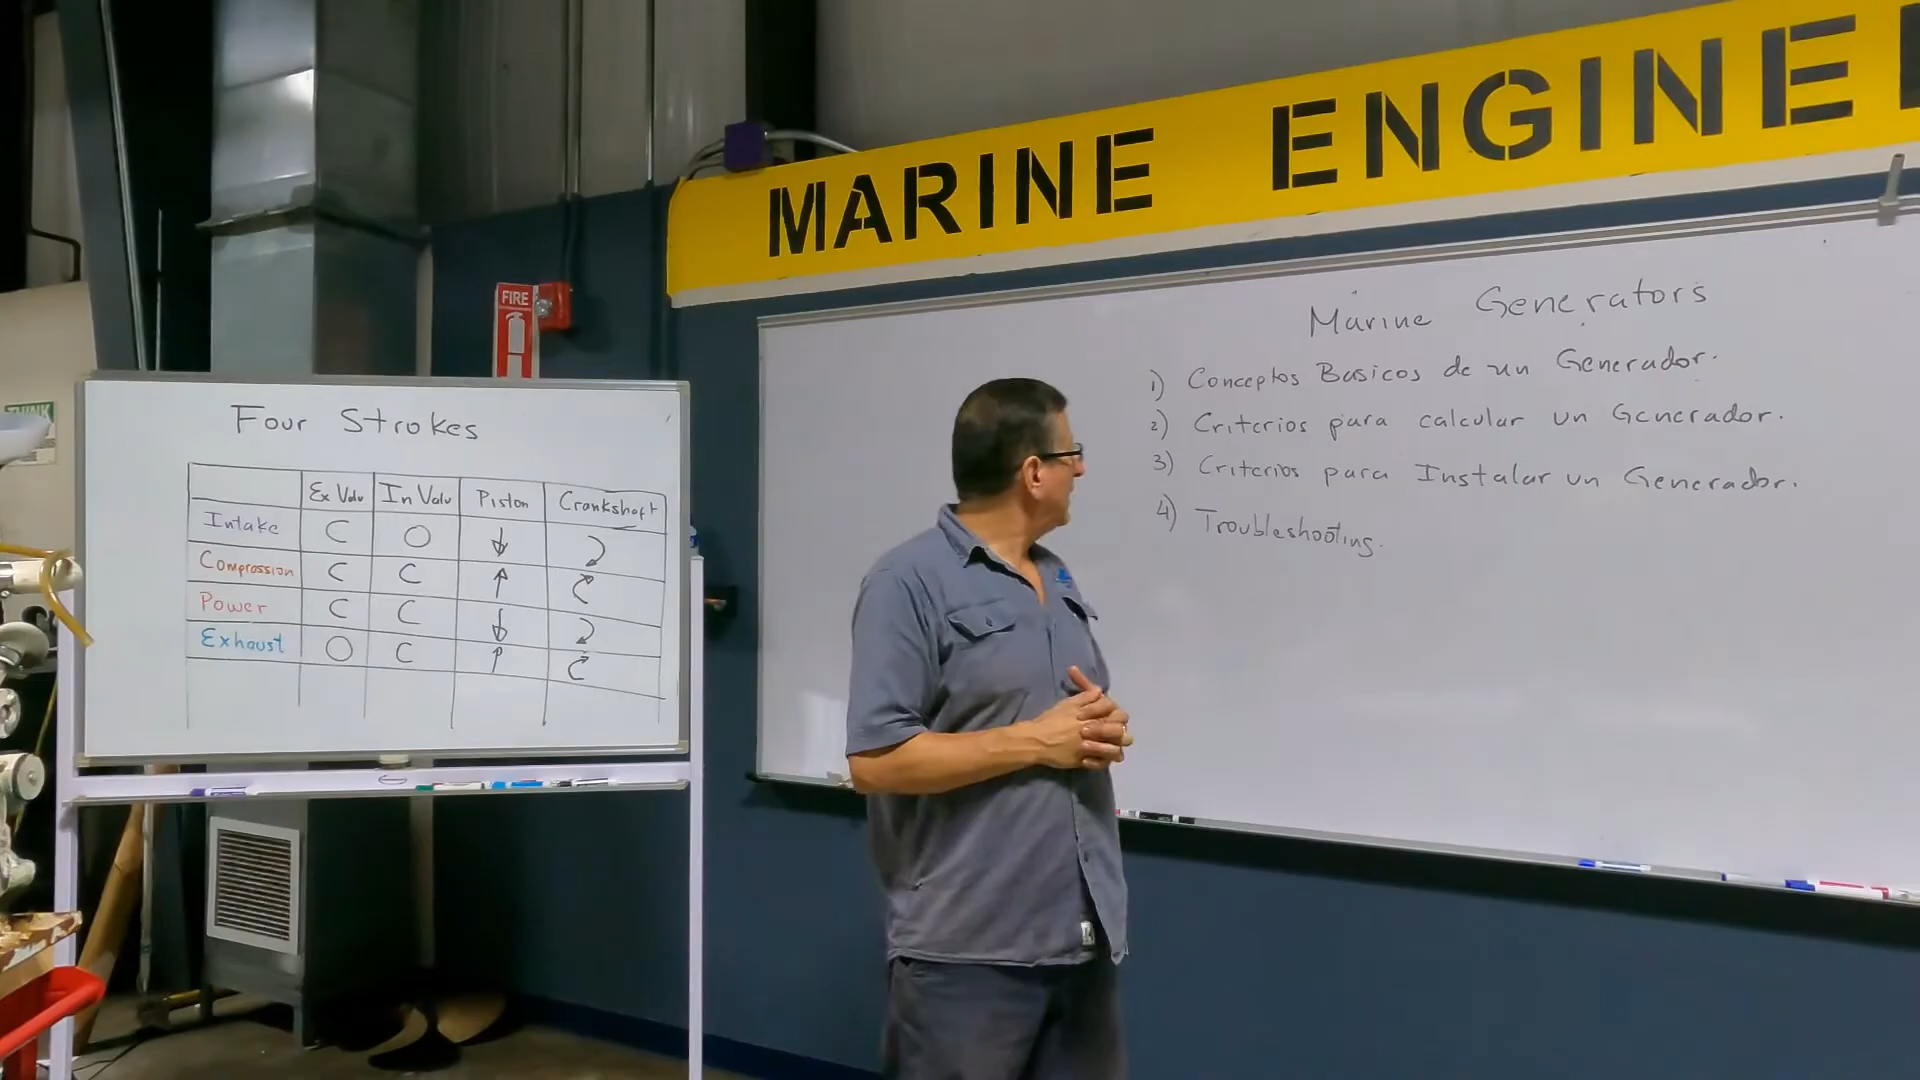 MARINE ENGINE
FIRE
THINK
Four Strokes
Ex Valv In Valv Piston Crankshaft
Intake C O ↓
Compression C C ↑
Power C C ↓
Exhaust O C ↑
Marine Generators
1) Conceptos Basicos de un Generador.
2) Criterios para calcular un Generador.
3) Criterios para Instalar un Generador.
4) Troubleshooting.